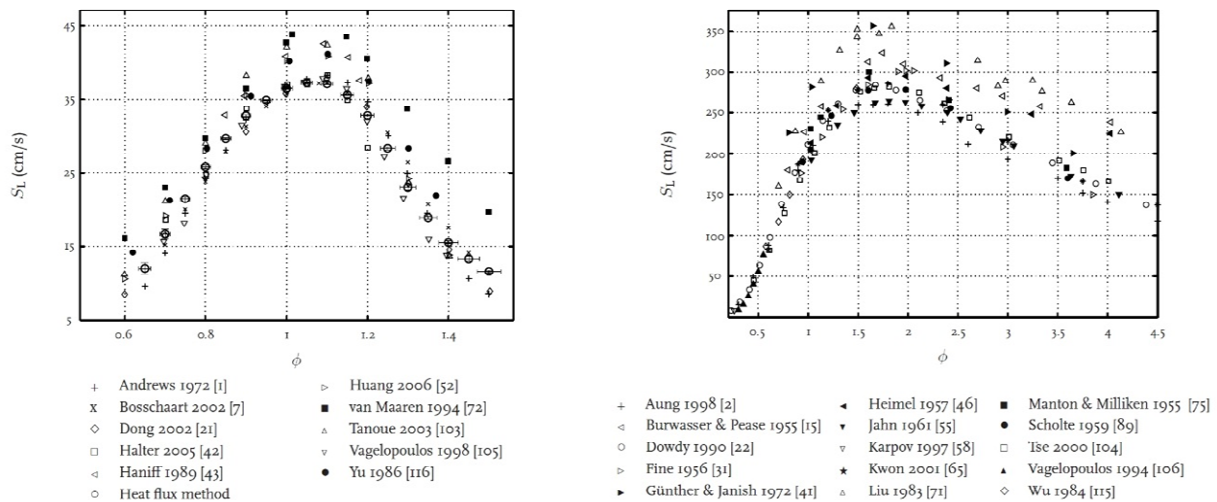 45
35
25
15
5
S_L (cm/s)
0.6 0.8 1 1.2 1.4
ϕ
+ Andrews 1972 [1]
x Bosschaart 2002 [7]
◇ Dong 2002 [21]
□ Halter 2005 [42]
◁ Haniff 1989 [43]
○ Heat flux method
▷ Huang 2006 [52]
■ van Maaren 1994 [72]
△ Tanoue 2003 [103]
▽ Vagelopoulos 1998 [105]
● Yu 1986 [116]
350
300
250
200
150
100
50
S_L (cm/s)
0.5 1 1.5 2 2.5 3 3.5 4 4.5
ϕ
+ Aung 1998 [2]
◁ Burwasser & Pease 1955 [15]
○ Dowdy 1990 [22]
▷ Fine 1956 [31]
► Günther & Janish 1972 [41]
◄ Heimel 1957 [46]
▼ Jahn 1961 [55]
▽ Karpov 1997 [58]
★ Kwon 2001 [65]
△ Liu 1983 [71]
■ Manton & Milliken 1955 [75]
● Scholte 1959 [89]
□ Tse 2000 [104]
▲ Vagelopoulos 1994 [106]
◇ Wu 1984 [115]